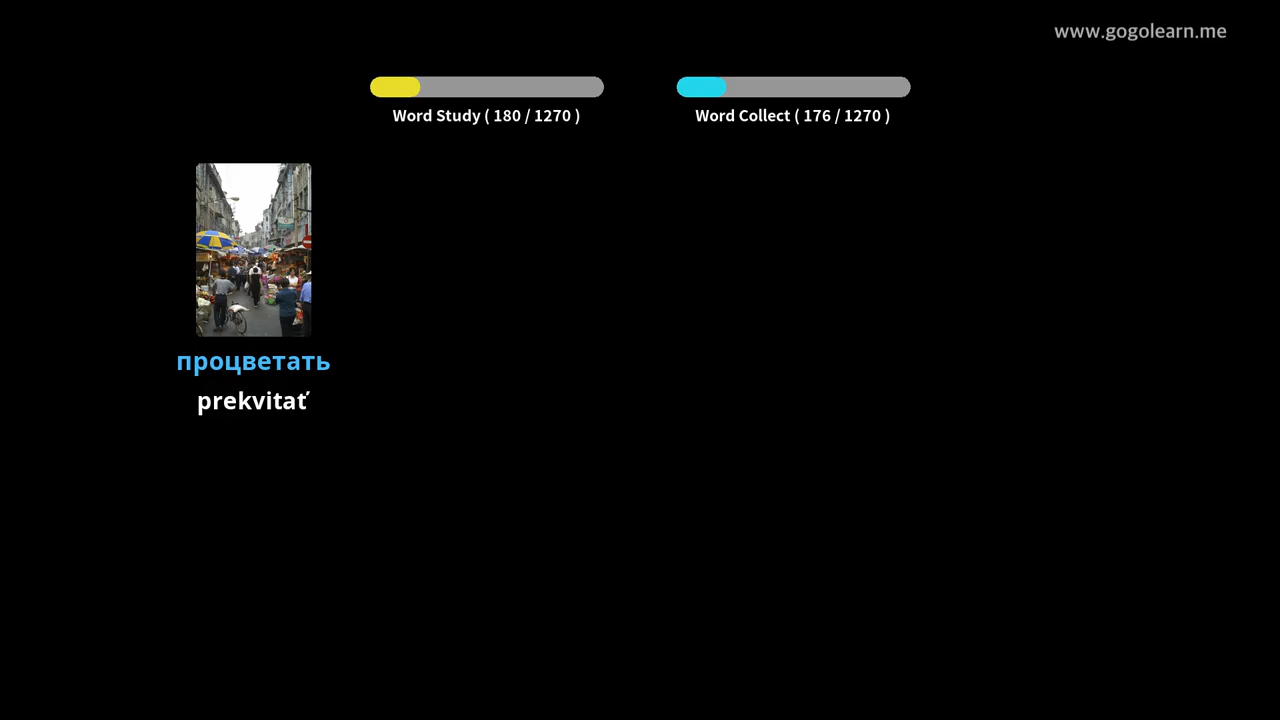 www.gogolearn.me
Word Study ( 180 / 1270 )
Word Collect ( 176 / 1270 )
процветать
prekvitať